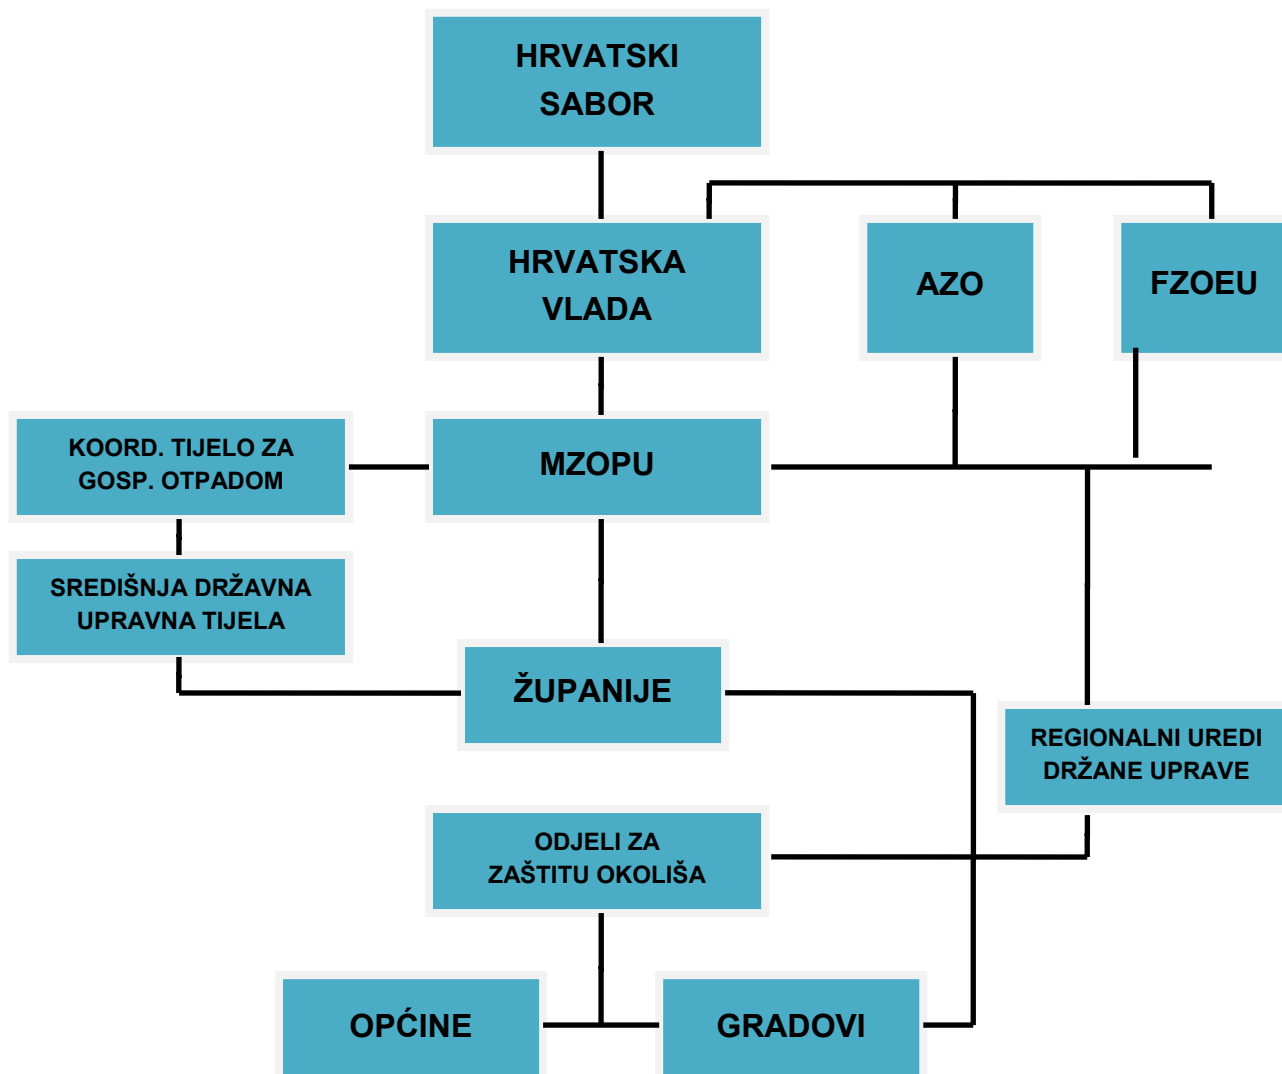 HRVATSKI
SABOR
HRVATSKA
VLADA
AZO
FZOEU
KOORD. TIJELO ZA
GOSP. OTPADOM
MZOPU
SREDIŠNJA DRŽAVNA
UPRAVNA TIJELA
ŽUPANIJE
REGIONALNI UREDI
DRŽANE UPRAVE
ODJELI ZA
ZAŠTITU OKOLIŠA
OPĆINE
GRADOVI